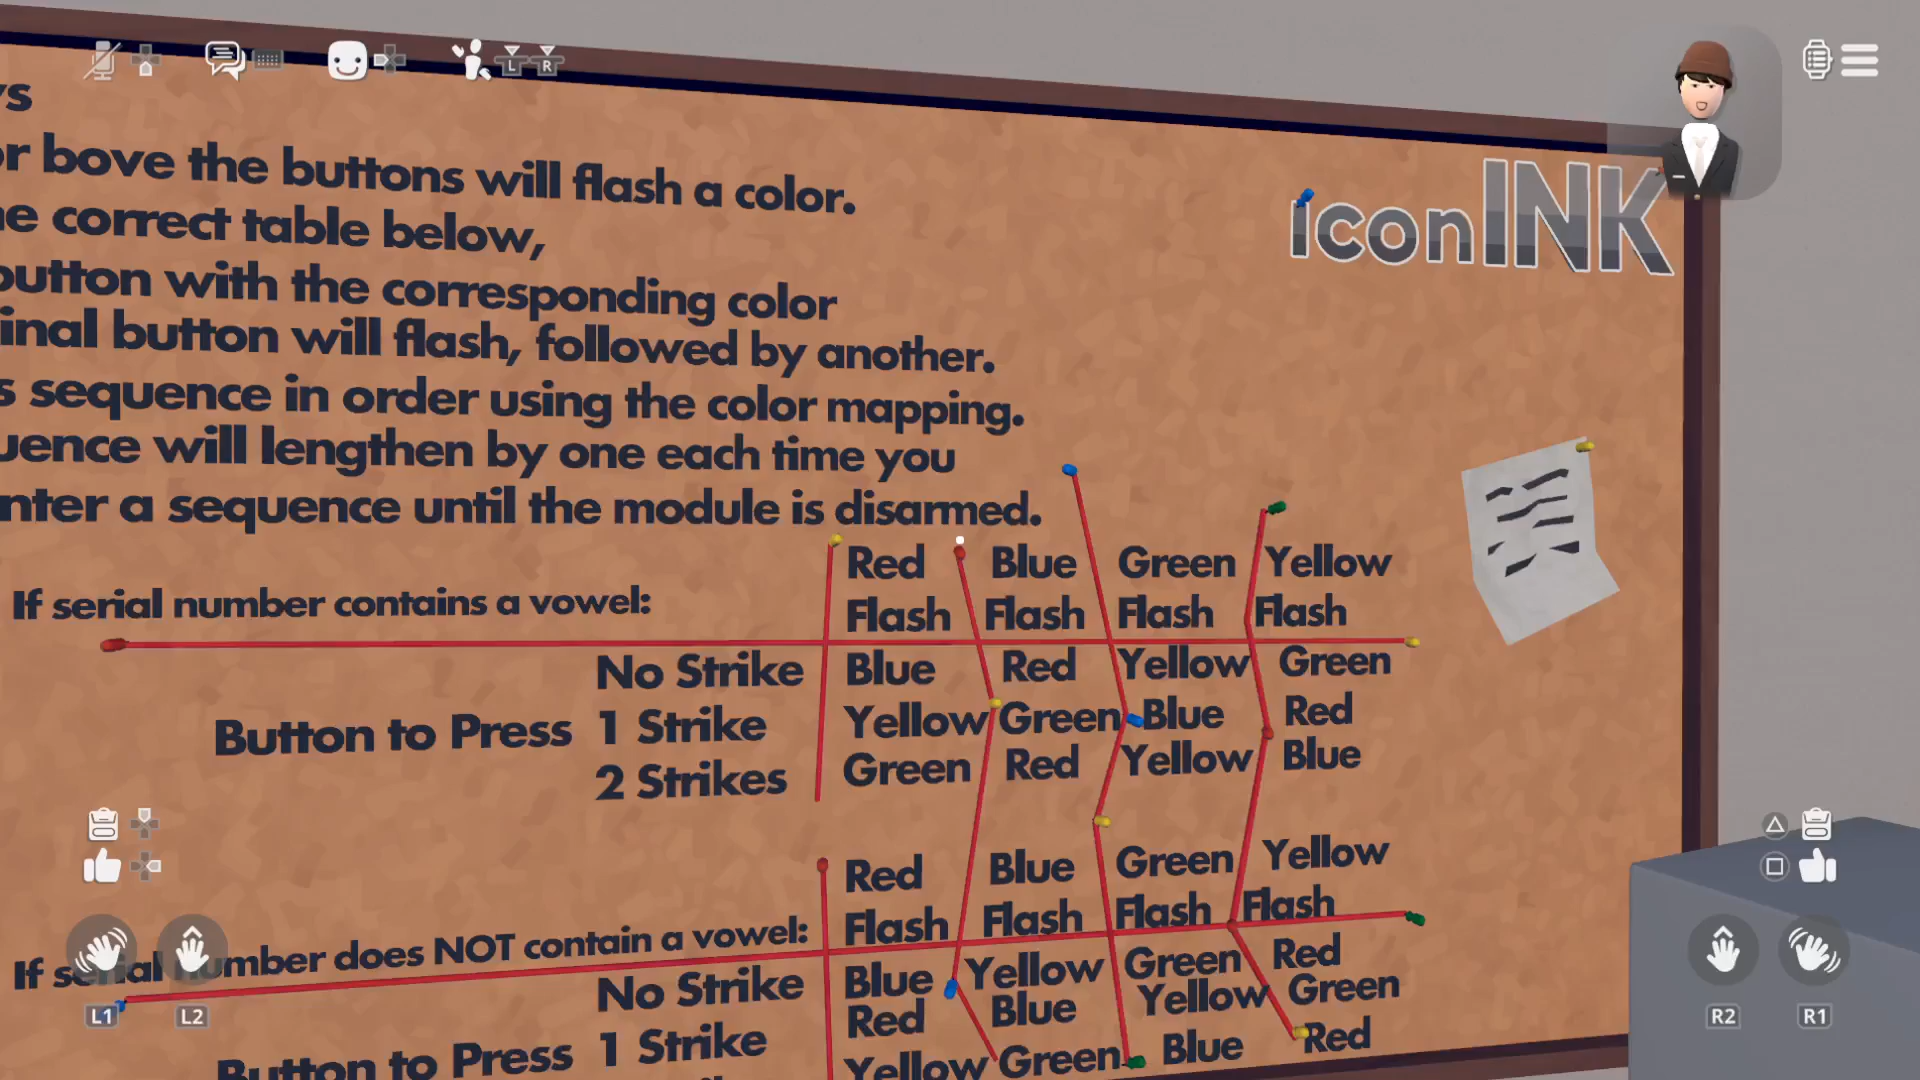 or bove the buttons will flash a color.
he correct table below,
button with the corresponding color
inal button will flash, followed by another.
s sequence in order using the color mapping.
uence will lengthen by one each time you
nter a sequence until the module is disarmed.
iconINK
Red Blue Green Yellow
If serial number contains a vowel: Flash Flash Flash Flash
No Strike Blue Red Yellow Green
Button to Press 1 Strike Yellow Green Blue Red
2 Strikes Green Red Yellow Blue
Red Blue Green Yellow
If serial number does NOT contain a vowel: Flash Flash Flash Flash
No Strike Blue Yellow Green Red
Button to Press 1 Strike Red Blue Yellow Green
Yellow Green Blue Red
L R
L1 L2
R2 R1